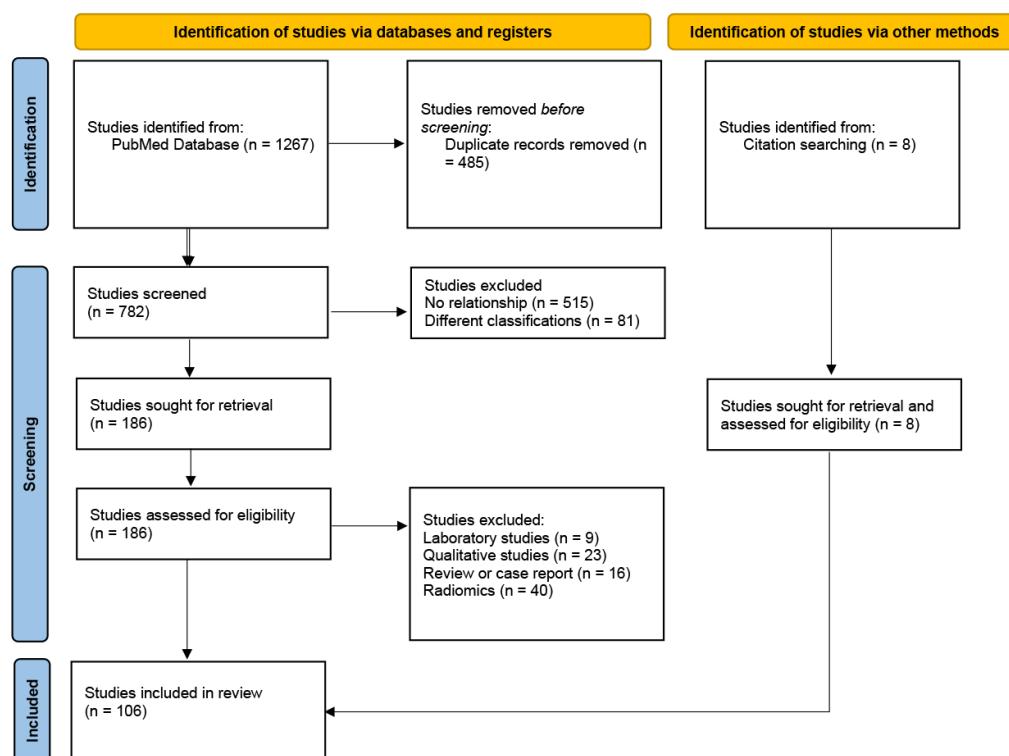 Identification of studies via databases and registers
Identification of studies via other methods
Identification
Studies identified from:
PubMed Database (n = 1267)
Studies removed before
screening:
Duplicate records removed (n
= 485)
Studies identified from:
Citation searching (n = 8)
Screening
Studies screened
(n = 782)
Studies excluded
No relationship (n = 515)
Different classifications (n = 81)
Studies sought for retrieval
(n = 186)
Studies sought for retrieval and
assessed for eligibility (n = 8)
Studies assessed for eligibility
(n = 186)
Studies excluded:
Laboratory studies (n = 9)
Qualitative studies (n = 23)
Review or case report (n = 16)
Radiomics (n = 40)
Included
Studies included in review
(n = 106)